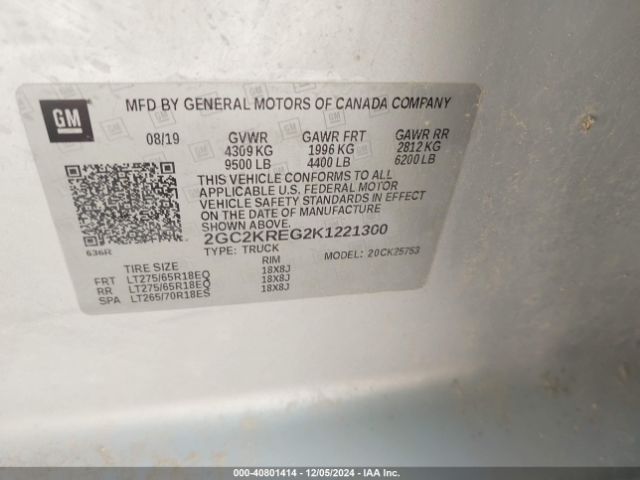 GM
MFD BY GENERAL MOTORS OF CANADA COMPANY
08/19 GVWR GAWR FRT GAWR RR
4309 KG 1996 KG 2812 KG
9500 LB 4400 LB 6200 LB
THIS VEHICLE CONFORMS TO ALL
APPLICABLE U.S. FEDERAL MOTOR
VEHICLE SAFETY STANDARDS IN EFFECT
ON THE DATE OF MANUFACTURE
SHOWN ABOVE.
2GC2KREG2K1221300
636R TYPE: TRUCK MODEL: 20CK25753
TIRE SIZE RIM
FRT LT275/65R18EQ 18X8J
RR LT275/65R18EQ 18X8J
SPA LT265/70R18ES 18X8J
000-40801414 - 12/05/2024 - IAA Inc.